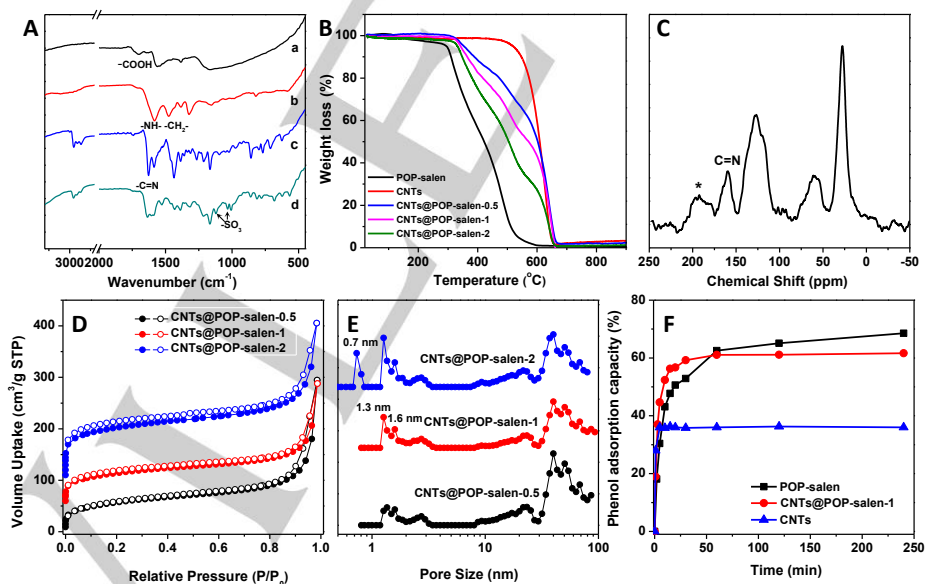 A
a
−COOH
b
-NH- -CH2-
c
-C=N
d
-SO3
3000 2000 1500 1000 500
Wavenumber (cm-1)
B
Weight loss (%)
100
80
60
40
20
0
POP-salen
CNTs
CNTs@POP-salen-0.5
CNTs@POP-salen-1
CNTs@POP-salen-2
200 400 600 800
Temperature (°C)
C
C=N
*
250 200 150 100 50 0 -50
Chemical Shift (ppm)
D
Volume Uptake (cm3/g STP)
400
300
200
100
0
CNTs@POP-salen-0.5
CNTs@POP-salen-1
CNTs@POP-salen-2
0.0 0.2 0.4 0.6 0.8 1.0
Relative Pressure (P/P0)
E
0.7 nm
CNTs@POP-salen-2
1.3 nm
1.6 nm
CNTs@POP-salen-1
CNTs@POP-salen-0.5
1 10 100
Pore Size (nm)
F
Phenol adsorption capacity (%)
80
60
40
20
0
POP-salen
CNTs@POP-salen-1
CNTs
0 50 100 150 200 250
Time (min)